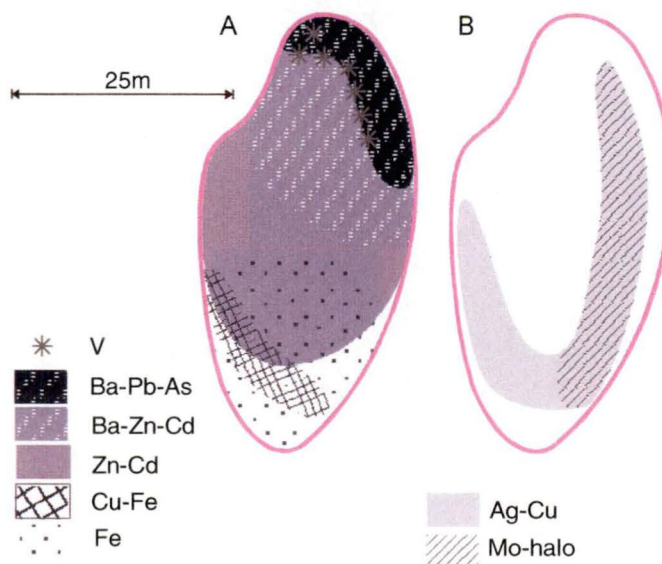 A
B
25m
V
Ba-Pb-As
Ba-Zn-Cd
Zn-Cd
Cu-Fe
Fe
Ag-Cu
Mo-halo